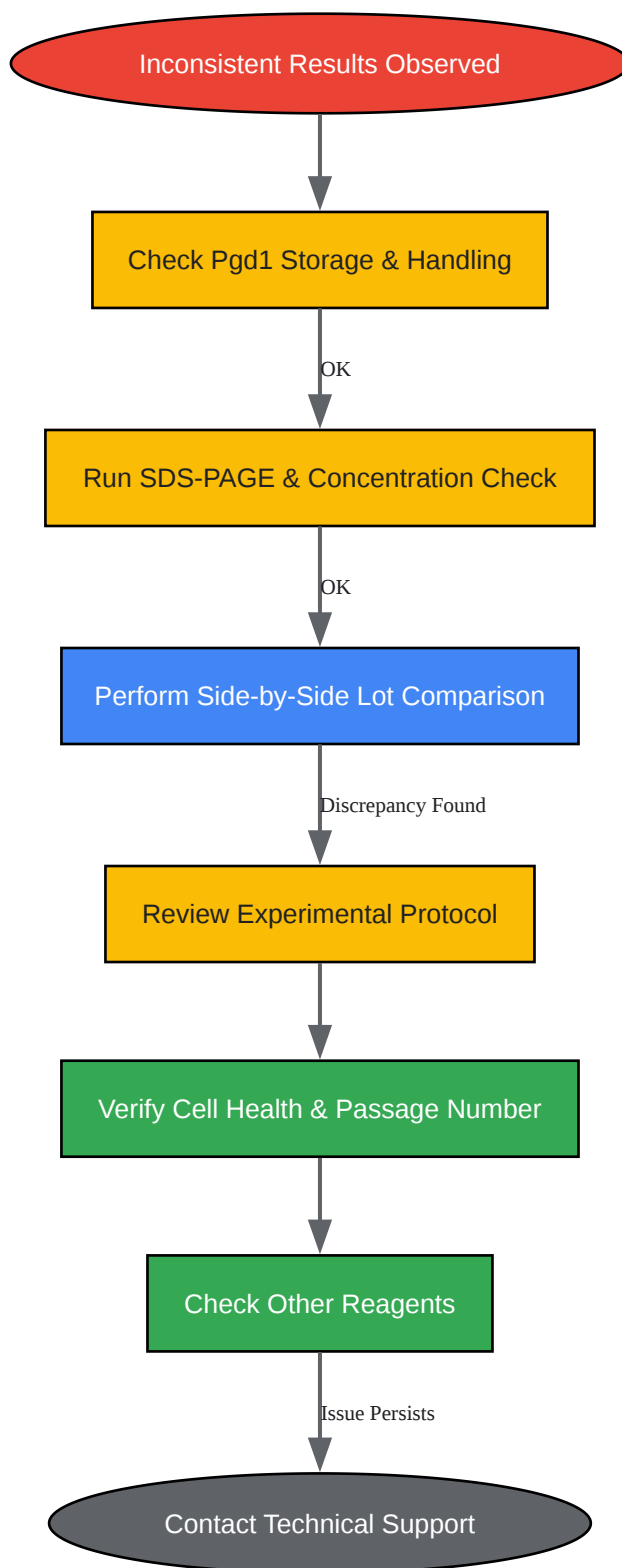 Inconsistent Results Observed
Check Pgd1 Storage & Handling
OK
Run SDS-PAGE & Concentration Check
OK
Perform Side-by-Side Lot Comparison
Discrepancy Found
Review Experimental Protocol
Verify Cell Health & Passage Number
Check Other Reagents
Issue Persists
Contact Technical Support